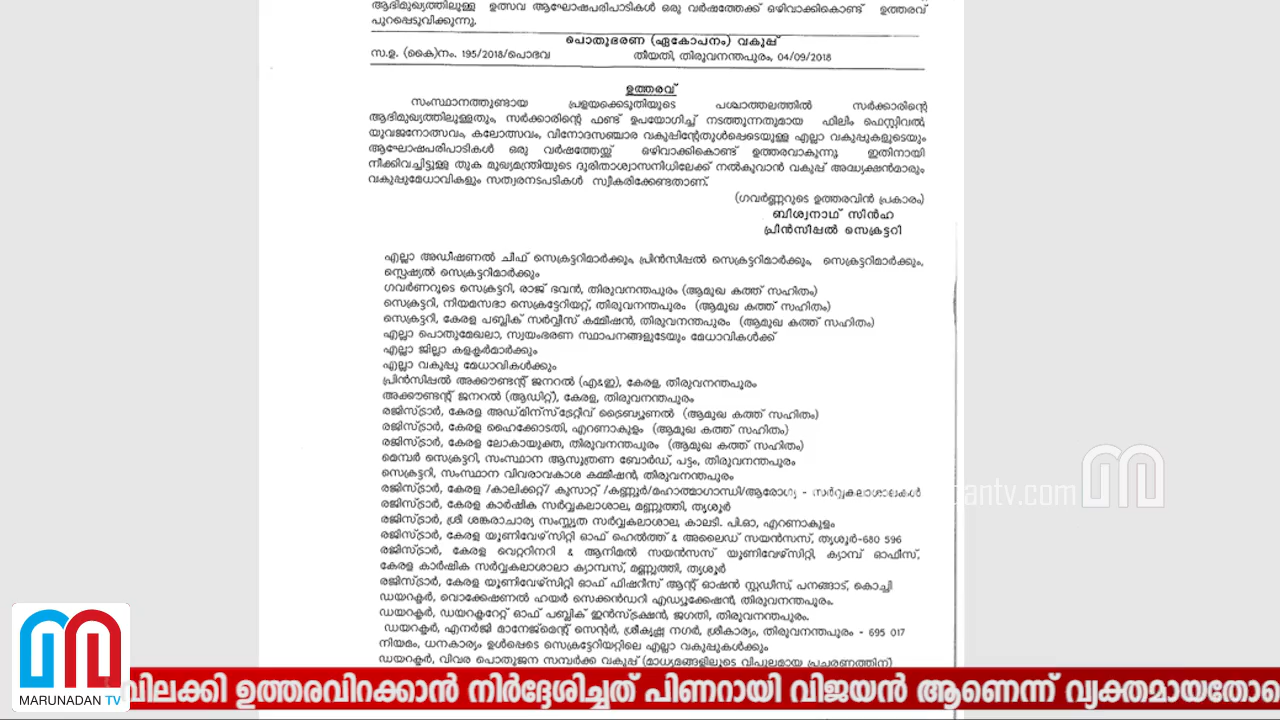 ആദിമുഖ്യത്തിലുള്ള ഉത്സവ ആഘോഷപരിപാടികൾ ഒരു വർഷത്തേക്ക് ഒഴിവാക്കികൊണ്ട് ഉത്തരവ്
പുറപ്പെടുവിക്കുന്നു.
പൊതുഭരണ (ഏകോപനം) വകുപ്പ്
സ.ഉ. (കൈ)നം. 195/2018/പൊഭവ തീയതി, തിരുവനന്തപുരം, 04/09/2018
ഉത്തരവ്
സംസ്ഥാനത്തുണ്ടായ പ്രളയക്കെടുതിയുടെ പശ്ചാത്തലത്തിൽ സർക്കാരിന്റെ
ആദിമുഖ്യത്തിലുള്ളതും, സർക്കാരിന്റെ ഫണ്ട് ഉപയോഗിച്ച് നടത്തുന്നതുമായ ഫിലിം ഫെസ്റ്റിവൽ,
യുവജനോത്സവം, കലോത്സവം, വിനോദസഞ്ചാര വകുപ്പിന്റേതുൾപ്പെടെയുള്ള എല്ലാ വകുപ്പുകളുടെയും
ആഘോഷപരിപാടികൾ ഒരു വർഷത്തേയ്ക്ക് ഒഴിവാക്കികൊണ്ട് ഉത്തരവാകുന്നു. ഇതിനായി
നീക്കിവച്ചിട്ടുള്ള തുക മുഖ്യമന്ത്രിയുടെ ദുരിതാശ്വാസനിധിലേക്ക് നൽകുവാൻ വകുപ്പ് അദ്ധ്യക്ഷൻമാരും
വകുപ്പുമേധാവികളും സത്വരനടപടികൾ സ്വീകരിക്കേണ്ടതാണ്.
(ഗവർണ്ണറുടെ ഉത്തരവിൻ പ്രകാരം)
ബിശ്വനാഥ് സിൻഹ
പ്രിൻസിപ്പൽ സെക്രട്ടറി
എല്ലാ അഡീഷണൽ ചീഫ് സെക്രട്ടറിമാർക്കും, പ്രിൻസിപ്പൽ സെക്രട്ടറിമാർക്കും, സെക്രട്ടറിമാർക്കും,
സ്പെഷ്യൽ സെക്രട്ടറിമാർക്കും
ഗവർണറുടെ സെക്രട്ടറി, രാജ് ഭവൻ, തിരുവനന്തപുരം (ആമുഖ കത്ത് സഹിതം)
സെക്രട്ടറി, നിയമസഭാ സെക്രട്ടേറിയറ്റ്, തിരുവനന്തപുരം (ആമുഖ കത്ത് സഹിതം)
സെക്രട്ടറി, കേരള പബ്ലിക് സർവ്വീസ് കമ്മീഷൻ, തിരുവനന്തപുരം (ആമുഖ കത്ത് സഹിതം)
എല്ലാ പൊതുമേഖലാ, സ്വയംഭരണ സ്ഥാപനങ്ങളുടേയും മേധാവികൾക്ക്
എല്ലാ ജില്ലാ കളക്ടർമാർക്കും
എല്ലാ വകുപ്പു മേധാവികൾക്കും
പ്രിൻസിപ്പൽ അക്കൗണ്ടന്റ് ജനറൽ (എ&ഇ), കേരള, തിരുവനന്തപുരം
അക്കൗണ്ടന്റ് ജനറൽ (ആഡിറ്റ്), കേരള, തിരുവനന്തപുരം
രജിസ്ട്രാർ, കേരള അഡ്മിന്സ്ട്രേറ്റീവ് ട്രൈബ്യൂണൽ (ആമുഖ കത്ത് സഹിതം)
രജിസ്ട്രാർ, കേരള ഹൈക്കോടതി, എറണാകുളം (ആമുഖ കത്ത് സഹിതം)
രജിസ്ട്രാർ, കേരള ലോകായുക്ത, തിരുവനന്തപുരം (ആമുഖ കത്ത് സഹിതം)
മെമ്പർ സെക്രട്ടറി, സംസ്ഥാന ആസൂത്രണ ബോർഡ്, പട്ടം, തിരുവനന്തപുരം
സെക്രട്ടറി, സംസ്ഥാന വിവരാവകാശ കമ്മീഷൻ, തിരുവനന്തപുരം
രജിസ്ട്രാർ, കേരള /കാലിക്കറ്റ്/ കുസാറ്റ് /കണ്ണൂർ/മഹാത്മാഗാന്ധി/ആരോഗ്യ - സർവ്വകലാശാലകൾ
രജിസ്ട്രാർ, കേരള കാർഷിക സർവ്വകലാശാല, മണ്ണുത്തി, തൃശൂർ
രജിസ്ട്രാർ, ശ്രീ ശങ്കരാചാര്യ സംസ്കൃത സർവ്വകലാശാല, കാലടി. പി.ഓ, എറണാകുളം
രജിസ്ട്രാർ, കേരള യൂണിവേഴ്സിറ്റി ഓഫ് ഹെൽത്ത് & അലൈഡ് സയൻസസ്, തൃശൂർ-680 596
രജിസ്ട്രാർ, കേരള വെറ്ററിനറി & ആനിമൽ സയൻസസ് യൂണിവേഴ്സിറ്റി, ക്യാമ്പ് ഓഫീസ്,
കേരള കാർഷിക സർവ്വകലാശാലാ ക്യാമ്പസ്, മണ്ണുത്തി, തൃശൂർ
രജിസ്ട്രാർ, കേരള യൂണിവേഴ്സിറ്റി ഓഫ് ഫിഷറീസ് ആന്റ് ഓഷൻ സ്റ്റഡീസ്, പനങ്ങാട്, കൊച്ചി
ഡയറക്ടർ, വൊക്കേഷണൽ ഹയർ സെക്കൻഡറി എഡ്യൂക്കേഷൻ, തിരുവനന്തപുരം.
ഡയറക്ടർ, ഡയറക്ടറേറ്റ് ഓഫ് പബ്ലിക് ഇൻസ്ട്രക്ഷൻ, ജഗതി, തിരുവനന്തപുരം.
ഡയറക്ടർ, എനർജി മാനേജ്മെന്റ് സെന്റർ, ശ്രീകൃഷ്ണ നഗർ, ശ്രീകാര്യം, തിരുവനന്തപുരം - 695 017
നിയമം, ധനകാര്യം ഉൾപ്പെടെ സെക്രട്ടേറിയറ്റിലെ എല്ലാ വകുപ്പുകൾക്കും
ഡയറക്ടർ, വിവര പൊതുജന സമ്പർക്ക വകുപ്പ് (മാധ്യമങ്ങളിലൂടെ വിപുലമായ പ്രചരണത്തിന്)
antv.com
MARUNADAN TV
വിലക്കി ഉത്തരവിറക്കാൻ നിർദ്ദേശിച്ചത് പിണറായി വിജയൻ ആണെന്ന് വ്യക്തമായതോടെ